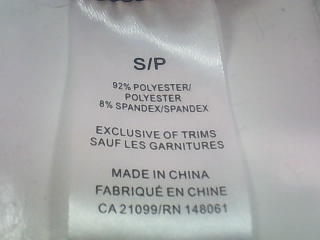 S/P
92% POLYESTER/
POLYESTER
8% SPANDEX/SPANDEX
EXCLUSIVE OF TRIMS
SAUF LES GARNITURES
MADE IN CHINA
FABRIQUÉ EN CHINE
CA 21099/RN 148061